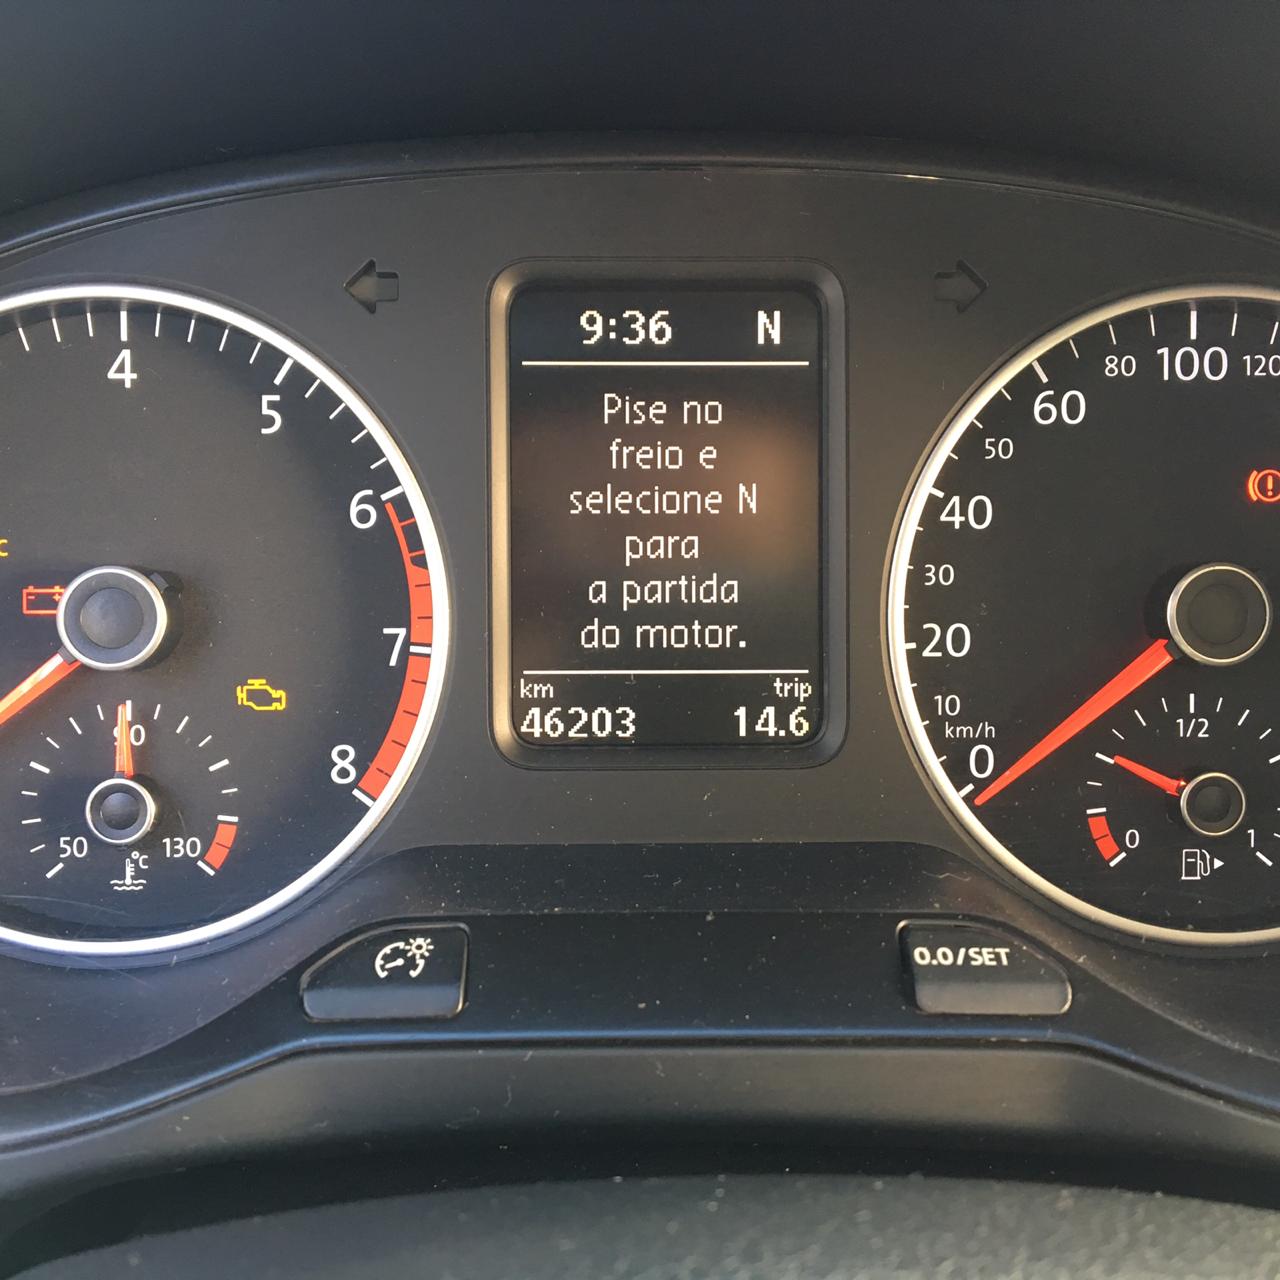 9:36 N
Pise no
freio e
selecione N
para
a partida
do motor.
km trip
46203 14.6
4
5
6
7
8
90
50 130
°c
80 100 120
60
50
40
30
20
10
km/h
0
1/2
0 1
0.0/SET